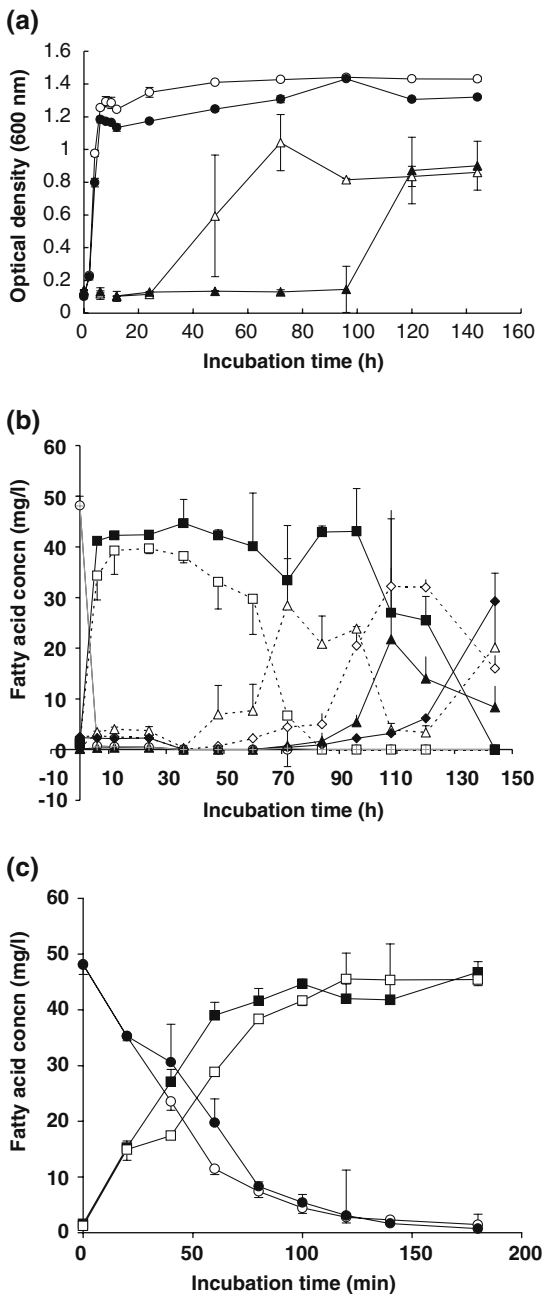 (a)
1.6
1.4
1.2
1
0.8
0.6
0.4
0.2
0
Optical density (600 nm)
0 20 40 60 80 100 120 140 160
Incubation time (h)
(b)
60
50
40
30
20
10
0
-10
-10
Fatty acid concn (mg/l)
10 30 50 70 90 110 130 150
Incubation time (h)
(c)
60
50
40
30
20
10
0
Fatty acid concn (mg/l)
0 50 100 150 200
Incubation time (min)